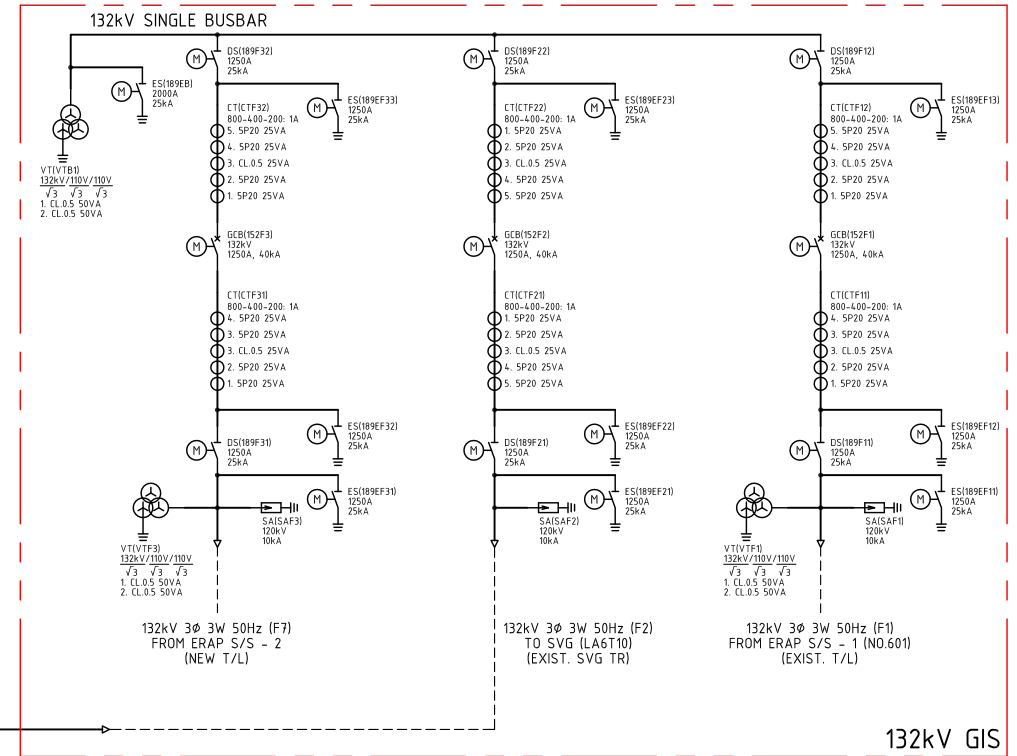 132kV SINGLE BUSBAR
M
ES(189EB)
2000A
25kA
VT(VTB1)
132kV/110V/110V
√3 √3 √3
1. CL.0.5 50VA
2. CL.0.5 50VA
M
DS(189F32)
1250A
25kA
M
ES(189EF33)
1250A
25kA
CT(CTF32)
800-400-200: 1A
5. 5P20 25VA
4. 5P20 25VA
3. CL.0.5 25VA
2. 5P20 25VA
1. 5P20 25VA
M
GCB(152F3)
132kV
1250A, 40kA
CT(CTF31)
800-400-200: 1A
4. 5P20 25VA
3. 5P20 25VA
3. CL.0.5 25VA
2. 5P20 25VA
1. 5P20 25VA
M
ES(189EF32)
1250A
25kA
M
DS(189F31)
1250A
25kA
M
ES(189EF31)
1250A
25kA
SA(SAF3)
120kV
10kA
VT(VTF3)
132kV/110V/110V
√3 √3 √3
1. CL.0.5 50VA
2. CL.0.5 50VA
132kV 3Ø 3W 50Hz (F7)
FROM ERAP S/S - 2
(NEW T/L)
M
DS(189F22)
1250A
25kA
M
ES(189EF23)
1250A
25kA
CT(CTF22)
800-400-200: 1A
1. 5P20 25VA
2. 5P20 25VA
3. CL.0.5 25VA
4. 5P20 25VA
5. 5P20 25VA
M
GCB(152F2)
132kV
1250A, 40kA
CT(CTF21)
800-400-200: 1A
1. 5P20 25VA
2. 5P20 25VA
3. CL.0.5 25VA
4. 5P20 25VA
5. 5P20 25VA
M
ES(189EF22)
1250A
25kA
M
DS(189F21)
1250A
25kA
M
ES(189EF21)
1250A
25kA
SA(SAF2)
120kV
10kA
132kV 3Ø 3W 50Hz (F2)
TO SVG (LA6T10)
(EXIST. SVG TR)
M
DS(189F12)
1250A
25kA
M
ES(189EF13)
1250A
25kA
CT(CTF12)
800-400-200: 1A
5. 5P20 25VA
4. 5P20 25VA
3. CL.0.5 25VA
2. 5P20 25VA
1. 5P20 25VA
M
GCB(152F1)
132kV
1250A, 40kA
CT(CTF11)
800-400-200: 1A
4. 5P20 25VA
3. 5P20 25VA
3. CL.0.5 25VA
2. 5P20 25VA
1. 5P20 25VA
M
ES(189EF12)
1250A
25kA
M
DS(189F11)
1250A
25kA
M
ES(189EF11)
1250A
25kA
SA(SAF1)
120kV
10kA
VT(VTF1)
132kV/110V/110V
√3 √3 √3
1. CL.0.5 50VA
2. CL.0.5 50VA
132kV 3Ø 3W 50Hz (F1)
FROM ERAP S/S - 1 (NO.601)
(EXIST. T/L)
132kV GIS